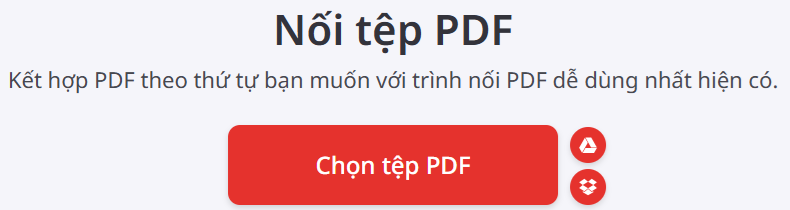 Nối tệp PDF
Kết hợp PDF theo thứ tự bạn muốn với trình nối PDF dễ dùng nhất hiện có.
Chọn tệp PDF